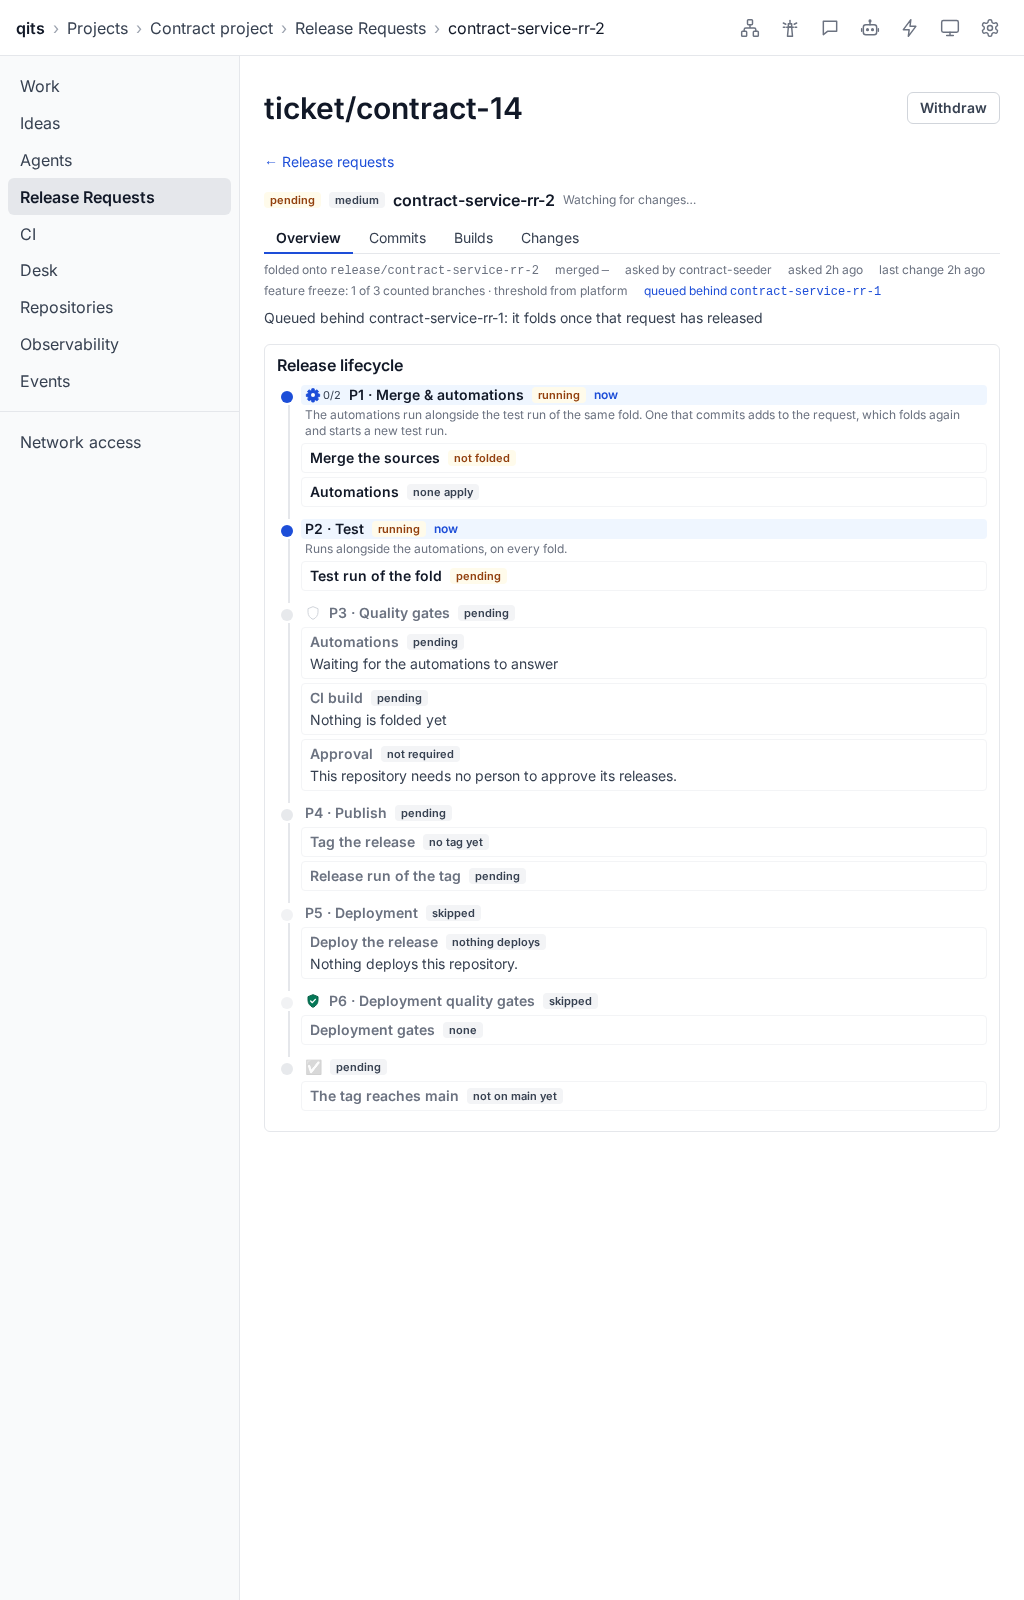 qits › Projects › Contract project › Release Requests › contract-service-rr-2
Work
Ideas
Agents
Release Requests
CI
Desk
Repositories
Observability
Events
Network access
ticket/contract-14
Withdraw
← Release requests
pending medium contract-service-rr-2 Watching for changes…
Overview Commits Builds Changes
folded onto release/contract-service-rr-2 merged — asked by contract-seeder asked 2h ago last change 2h ago
feature freeze: 1 of 3 counted branches · threshold from platform queued behind contract-service-rr-1
Queued behind contract-service-rr-1: it folds once that request has released
Release lifecycle
0/2 P1 · Merge & automations running now
The automations run alongside the test run of the same fold. One that commits adds to the request, which folds again
and starts a new test run.
Merge the sources not folded
Automations none apply
P2 · Test running now
Runs alongside the automations, on every fold.
Test run of the fold pending
P3 · Quality gates pending
Automations pending
Waiting for the automations to answer
CI build pending
Nothing is folded yet
Approval not required
This repository needs no person to approve its releases.
P4 · Publish pending
Tag the release no tag yet
Release run of the tag pending
P5 · Deployment skipped
Deploy the release nothing deploys
Nothing deploys this repository.
P6 · Deployment quality gates skipped
Deployment gates none
pending
The tag reaches main not on main yet